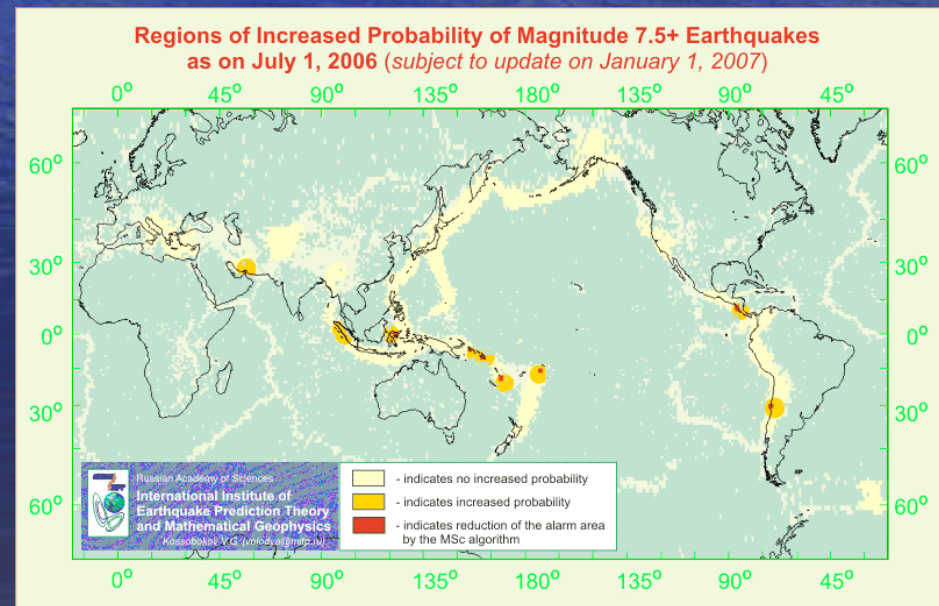 Regions of Increased Probability of Magnitude 7.5+ Earthquakes
as on July 1, 2006 (subject to update on January 1, 2007)
0° 45° 90° 135° 180° 135° 90° 45°
60° 60°
30° 30°
0° 0°
30° 30°
60° 60°
Russian Academy of Sciences
International Institute of
Earthquake Prediction Theory
and Mathematical Geophysics
Kossobokov V.G. (volodya@mitp.ru)
- indicates no increased probability
- indicates increased probability
- indicates reduction of the alarm area
by the MSc algorithm
0° 45° 90° 135° 180° 135° 90° 45°